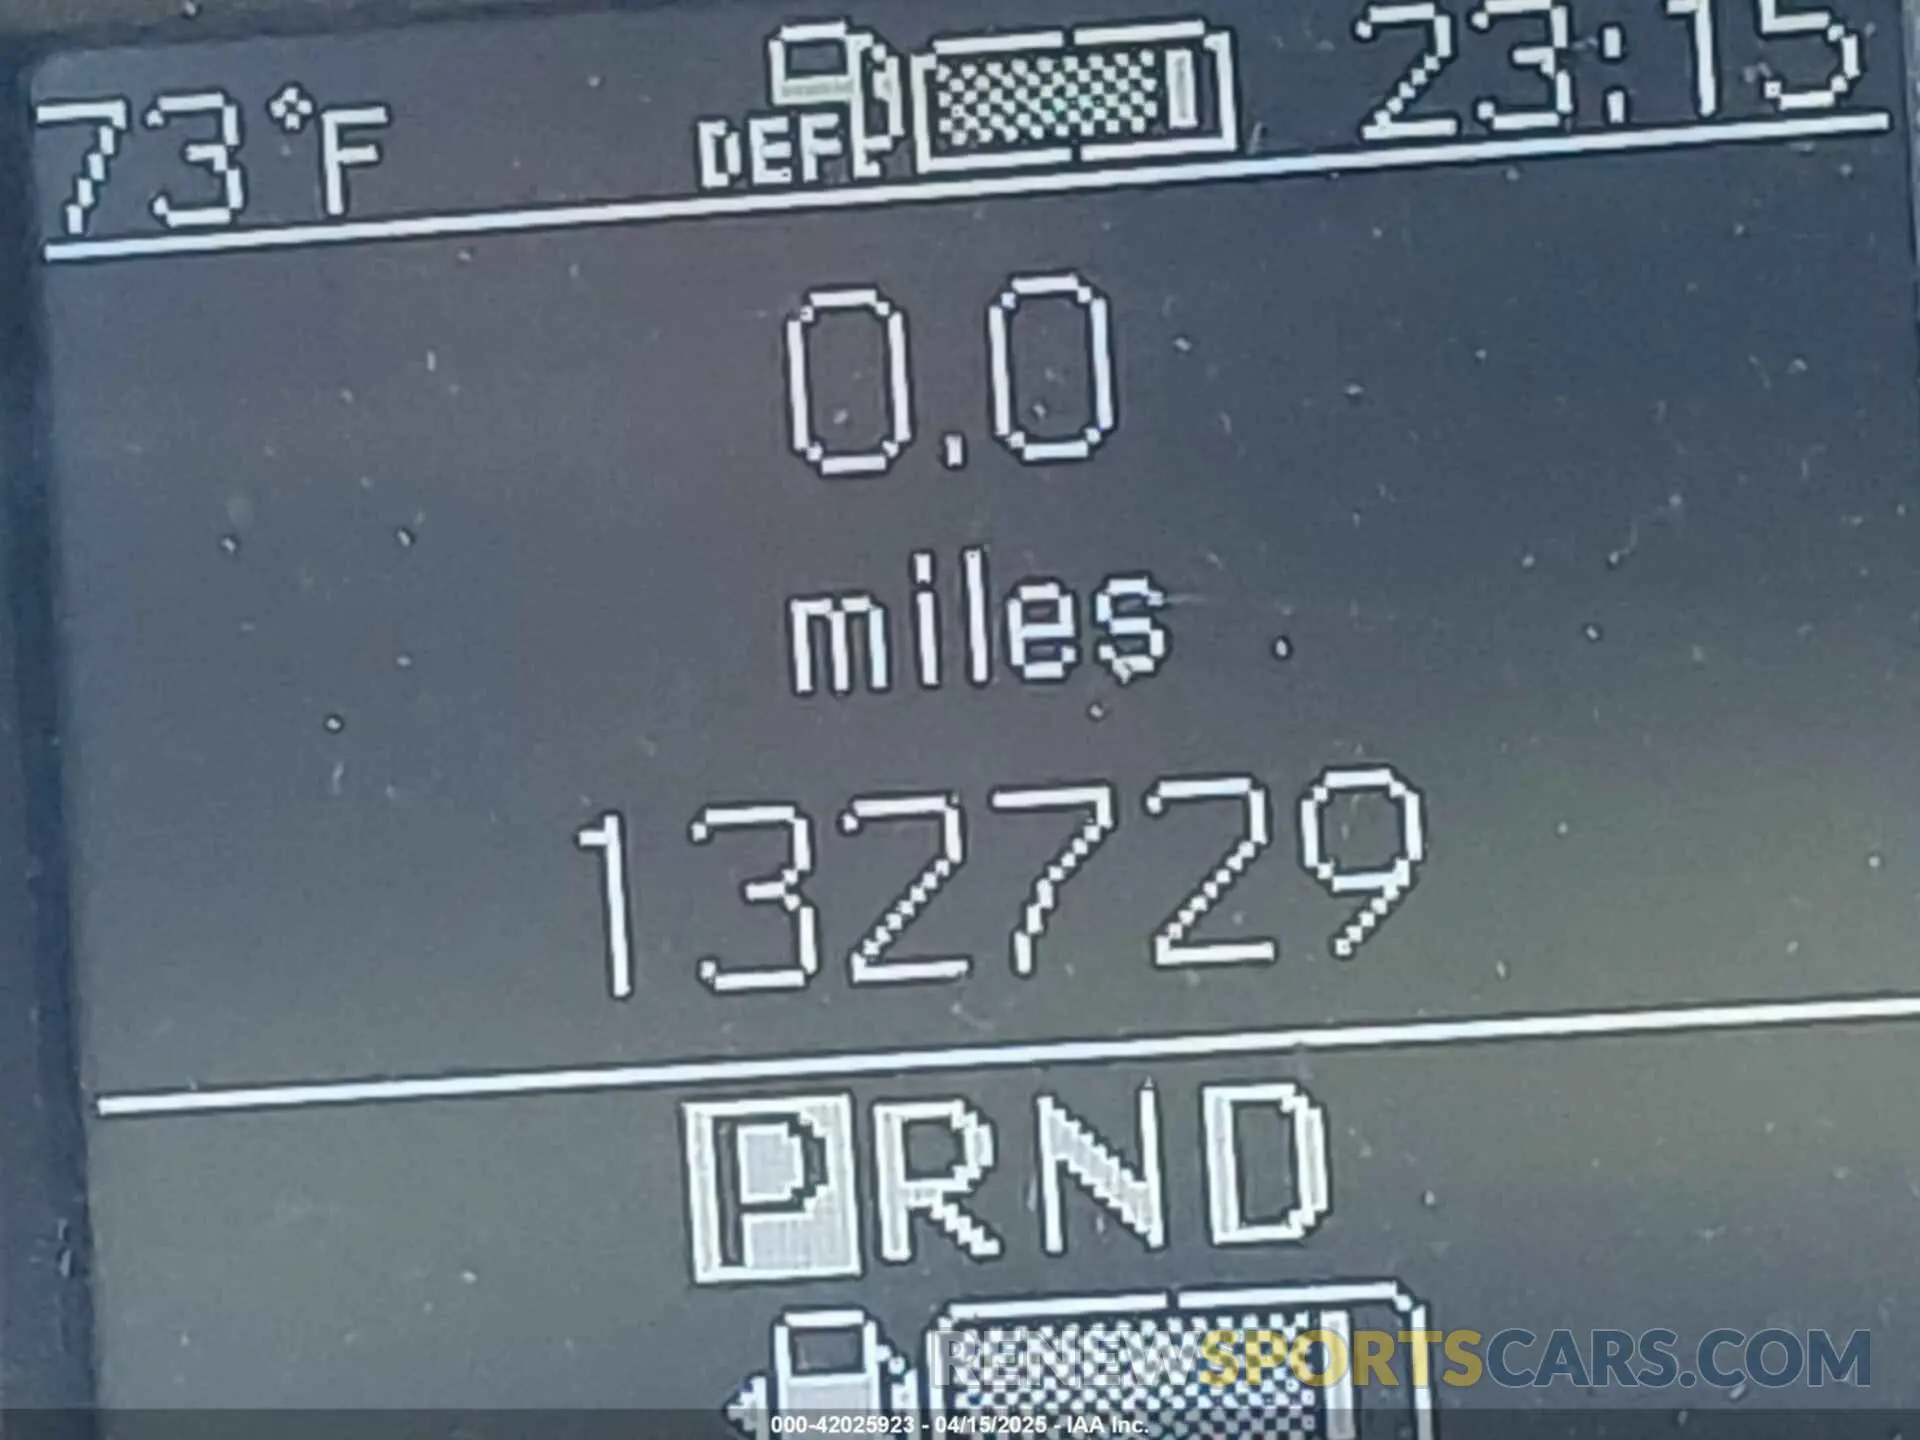 73°F DEF 23:15
0.0
miles
132729
PRND
RENEWSPORTSCARS.COM
000-42025923 - 04/15/2025 - IAA Inc.